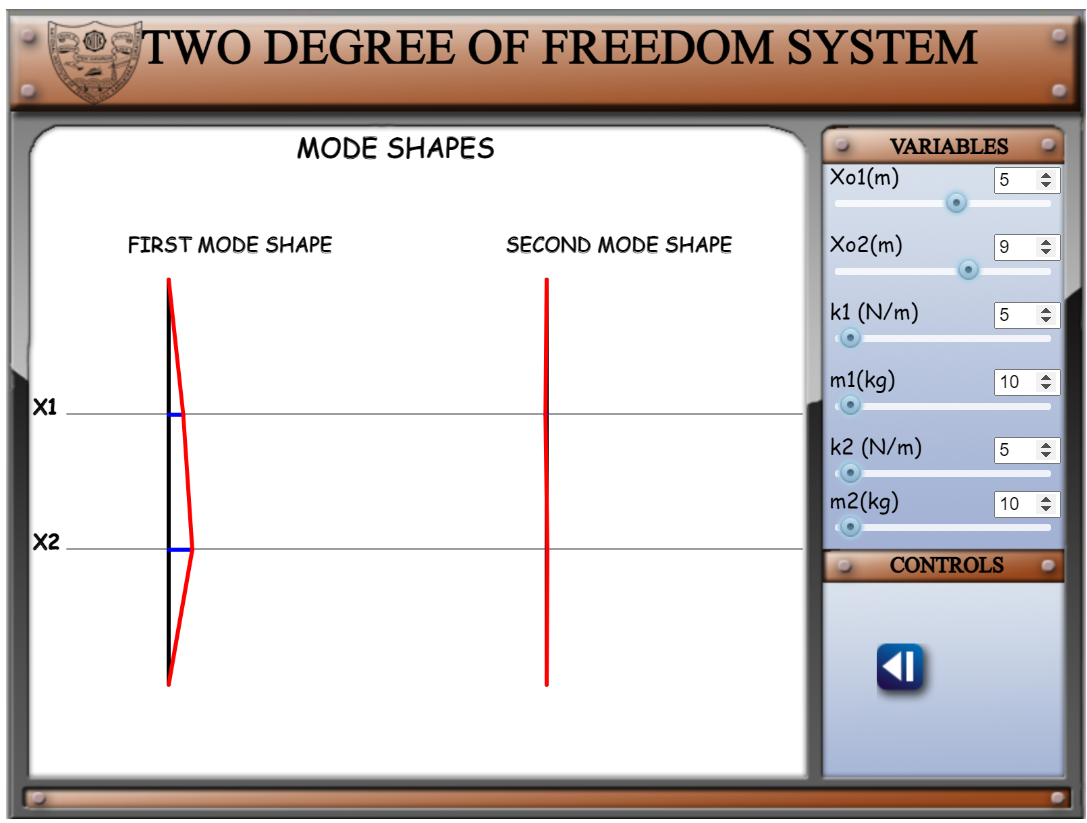 TWO DEGREE OF FREEDOM SYSTEM
MODE SHAPES
FIRST MODE SHAPE
SECOND MODE SHAPE
X1
X2
VARIABLES
Xo1(m) 5
Xo2(m) 9
k1 (N/m) 5
m1(kg) 10
k2 (N/m) 5
m2(kg) 10
CONTROLS